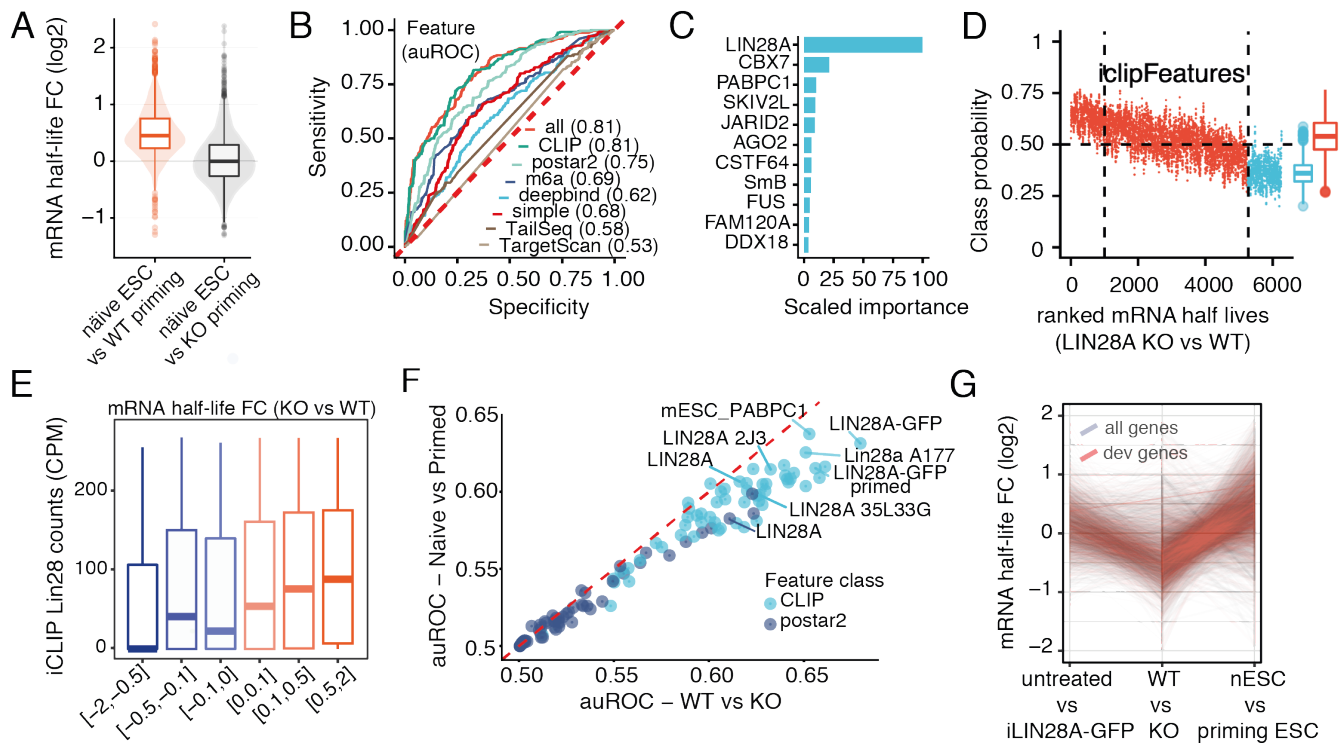 A
mRNA half-life FC (log2)
2
1
0
−1
näive ESC
vs WT priming
näive ESC
vs KO priming
B
Feature
(auROC)
Sensitivity
1.00
0.75
0.50
0.25
0.00
all (0.81)
CLIP (0.81)
postar2 (0.75)
m6a (0.69)
deepbind (0.62)
simple (0.68)
TailSeq (0.58)
TargetScan (0.53)
0.00 0.25 0.50 0.75 1.00
Specificity
C
LIN28A
CBX7
PABPC1
SKIV2L
JARID2
AGO2
CSTF64
SmB
FUS
FAM120A
DDX18
0 25 50 75 100
Scaled importance
D
iclipFeatures
Class probability
1
0.75
0.50
0.25
0
0 2000 4000 6000
ranked mRNA half lives
(LIN28A KO vs WT)
E
mRNA half-life FC (KO vs WT)
iCLIP Lin28 counts (CPM)
200
100
0
[−2,−0.5]
[−0.5,−0.1]
[−0.1,0]
[0,0.1]
[0.1,0.5]
[0.5,2]
F
auROC − Naive vs Primed
0.65
0.60
0.55
0.5
mESC_PABPC1
LIN28A-GFP
LIN28A 2J3
Lin28a A177
LIN28A
LIN28A-GFP
primed
LIN28A 35L33G
LIN28A
Feature class
CLIP
postar2
0.50 0.55 0.60 0.65
auROC − WT vs KO
G
mRNA half-life FC (log2)
2
1
0
−1
−2
all genes
dev genes
untreated
vs
iLIN28A-GFP
WT
vs
KO
nESC
vs
priming ESC